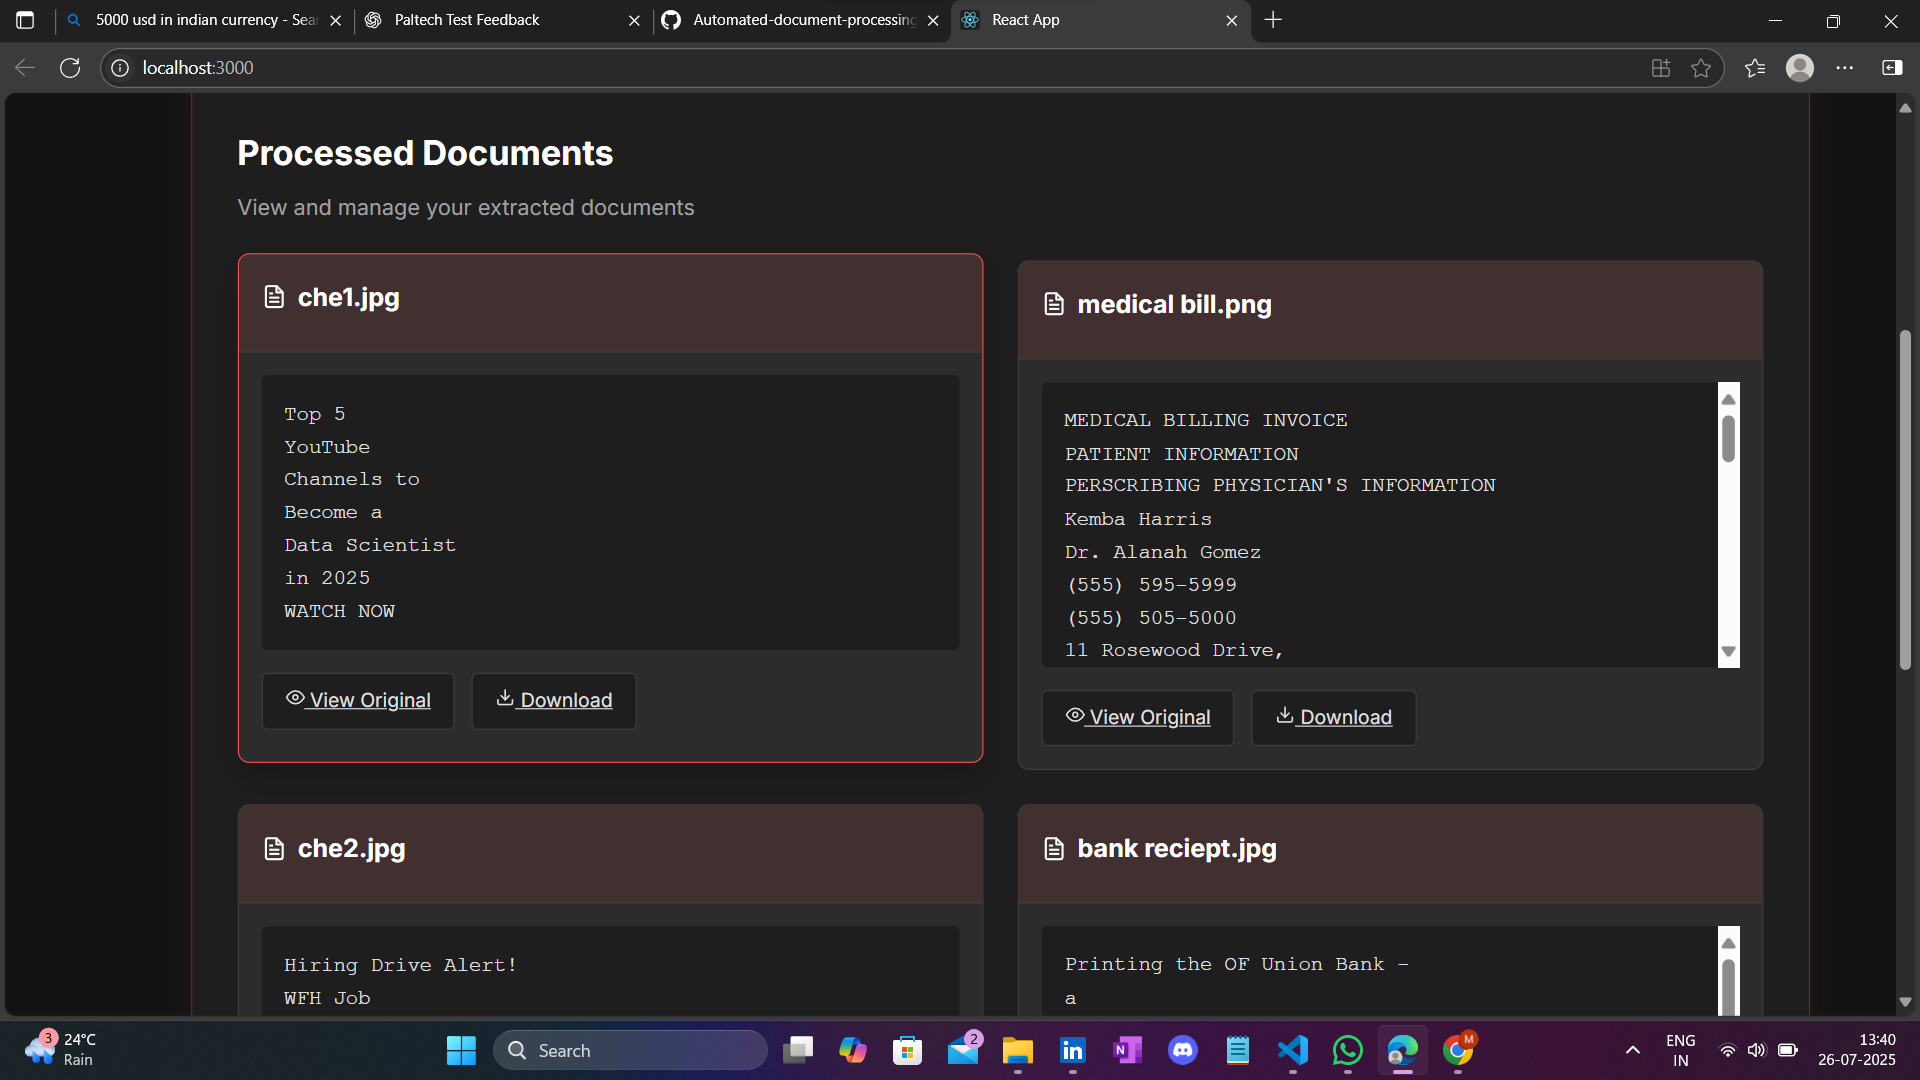 5000 usd in indian currency - Sear
Paltech Test Feedback
Automated-document-processing
React App
localhost:3000
Processed Documents
View and manage your extracted documents
che1.jpg
Top 5
YouTube
Channels to
Become a
Data Scientist
in 2025
WATCH NOW
View Original
Download
medical bill.png
MEDICAL BILLING INVOICE
PATIENT INFORMATION
PERSCRIBING PHYSICIAN'S INFORMATION
Kemba Harris
Dr. Alanah Gomez
(555) 595-5999
(555) 505-5000
11 Rosewood Drive,
View Original
Download
che2.jpg
Hiring Drive Alert!
WFH Job
bank reciept.jpg
Printing the OF Union Bank -
a
3
24°C
Rain
Search
2
in
N
M
ENG
IN
13:40
26-07-2025